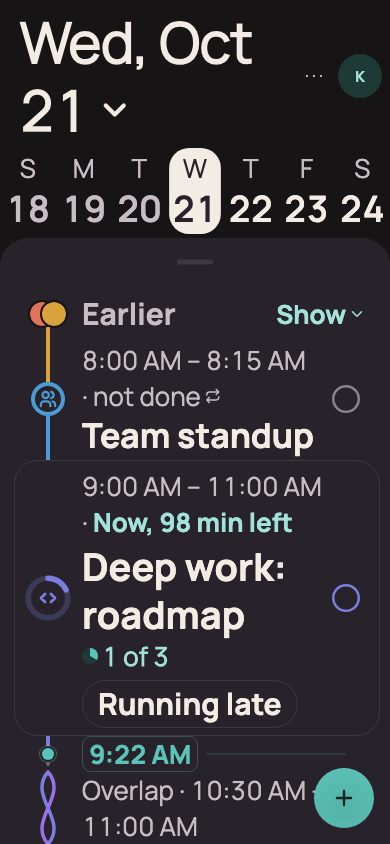 Wed, Oct
21
...
K
S M T W T F S
18 19 20 21 22 23 24
Earlier
Show
8:00 AM – 8:15 AM
· not done
Team standup
9:00 AM – 11:00 AM
· Now, 98 min left
Deep work:
roadmap
1 of 3
Running late
9:22 AM
Overlap · 10:30 AM -
11:00 AM
+